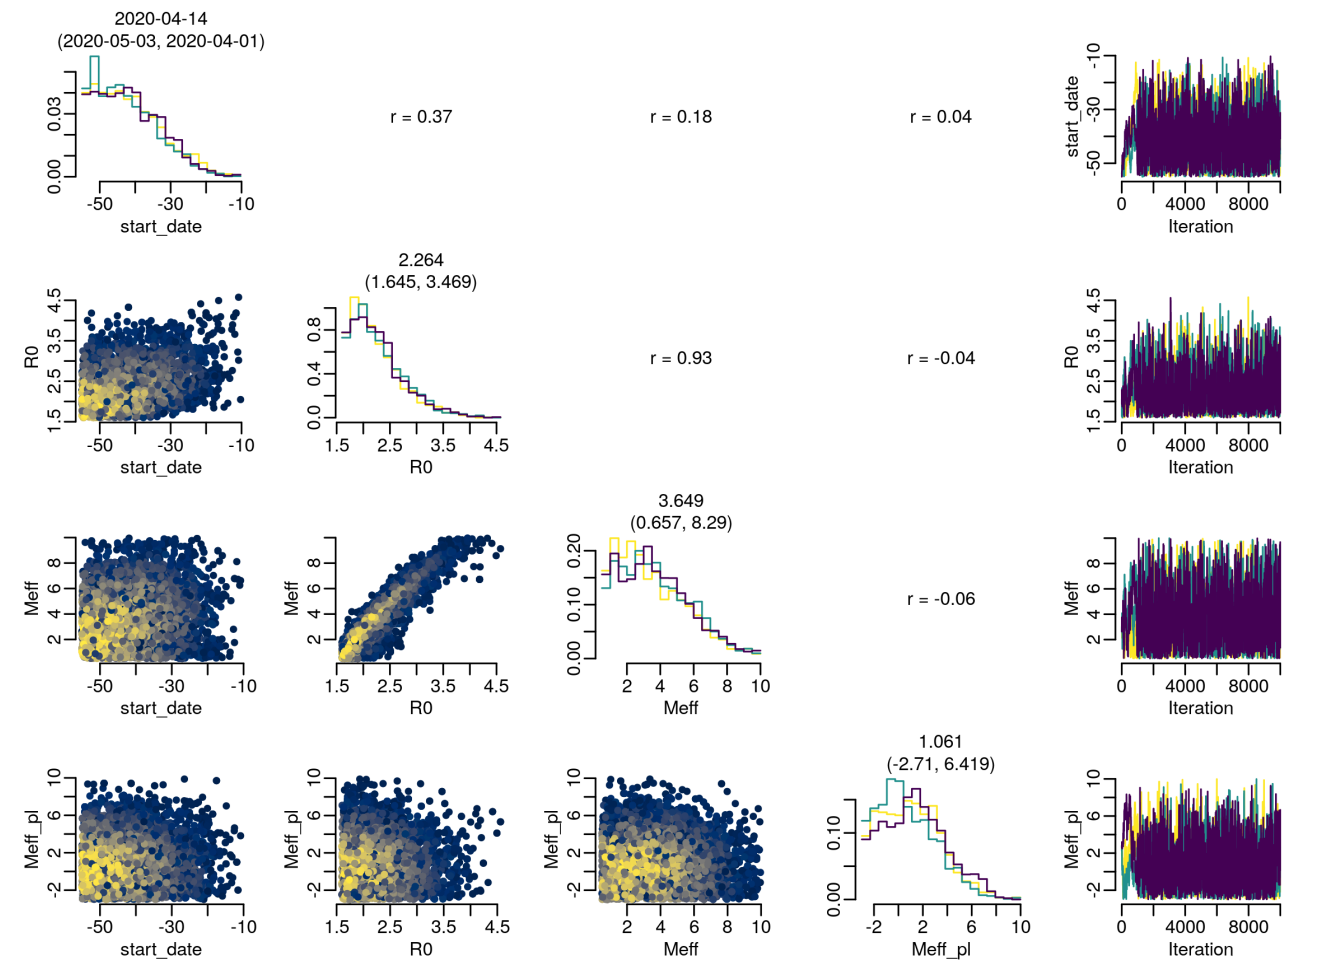 2020-04-14
(2020-05-03, 2020-04-01)
0.00 0.03
-50 -30 -10
start_date
r = 0.37
r = 0.18
r = 0.04
start_date
-50 -30 -10
0 4000 8000
Iteration
R0
1.5 2.5 3.5 4.5
-50 -30 -10
start_date
2.264
(1.645, 3.469)
0.0 0.4 0.8
1.5 2.5 3.5 4.5
R0
r = 0.93
r = -0.04
R0
1.5 2.5 3.5 4.5
0 4000 8000
Iteration
Meff
2 4 6 8
-50 -30 -10
start_date
Meff
2 4 6 8
1.5 2.5 3.5 4.5
R0
3.649
(0.657, 8.29)
0.00 0.10 0.20
2 4 6 8 10
Meff
r = -0.06
Meff
2 4 6 8
0 4000 8000
Iteration
Meff_pl
-2 2 6 10
-50 -30 -10
start_date
Meff_pl
-2 2 6 10
1.5 2.5 3.5 4.5
R0
Meff_pl
-2 2 6 10
2 4 6 8 10
Meff
1.061
(-2.71, 6.419)
0.00 0.10
-2 2 6 10
Meff_pl
Meff_pl
-2 2 6 10
0 4000 8000
Iteration